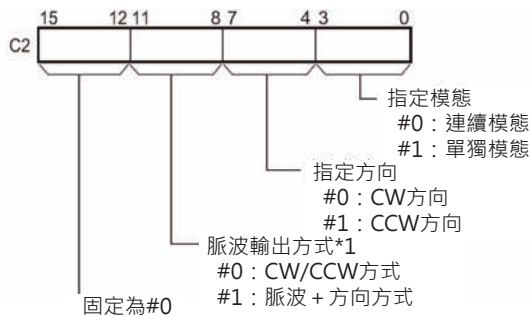 15 12 11 8 7 4 3 0
C2
指定模態
#0：連續模態
#1：單獨模態
指定方向
#0：CW方向
#1：CCW方向
脈波輸出方式*1
#0：CW/CCW方式
#1：脈波+方向方式
固定為#0